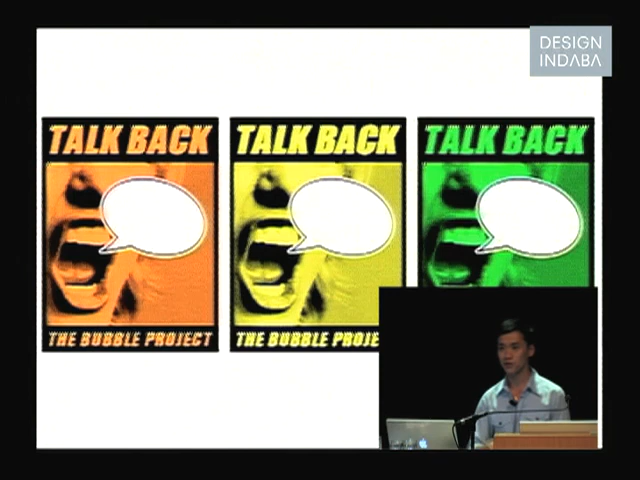 DESIGN
INDABA
TALK BACK
TALK BACK
TALK BACK
THE BUBBLE PROJECT
THE BUBBLE PROJE